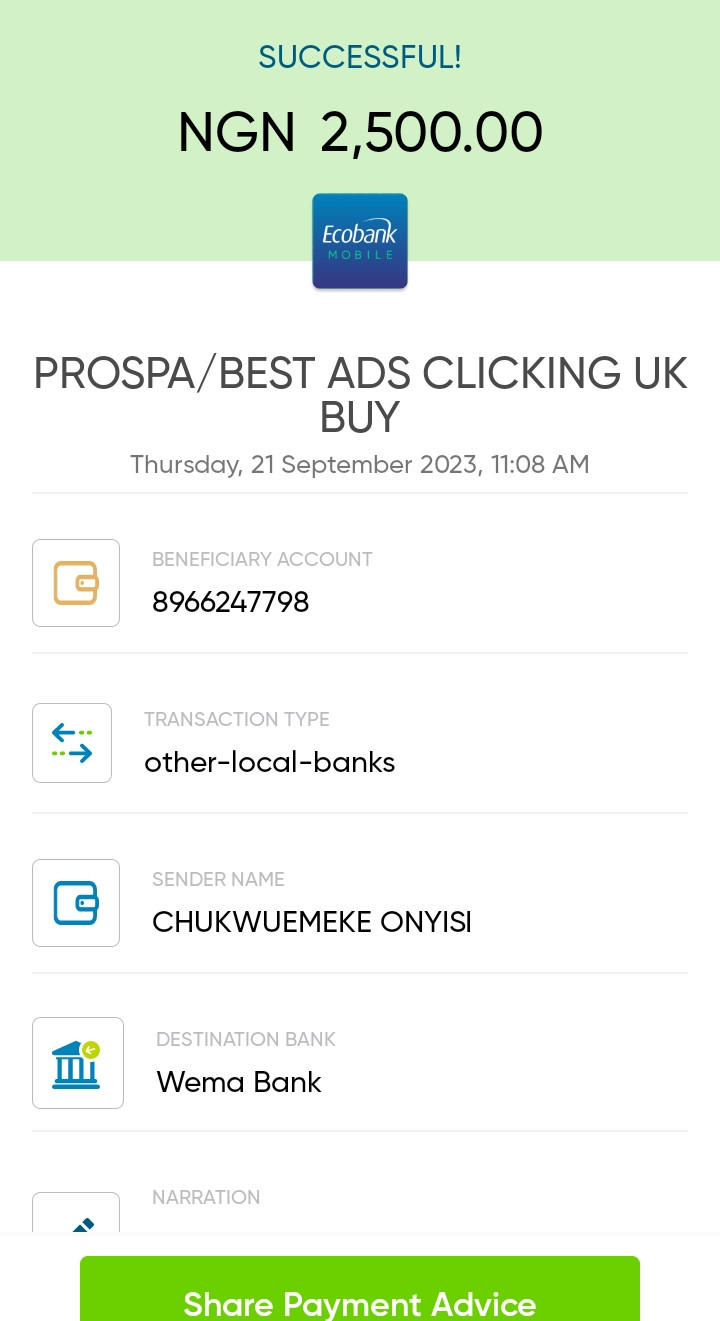 SUCCESSFUL!
NGN 2,500.00
Ecobank
MOBILE
PROSPA/BEST ADS CLICKING UK
BUY
Thursday, 21 September 2023, 11:08 AM
BENEFICIARY ACCOUNT
8966247798
TRANSACTION TYPE
other-local-banks
SENDER NAME
CHUKWUEMEKE ONYISI
DESTINATION BANK
Wema Bank
NARRATION
Share Payment Advice